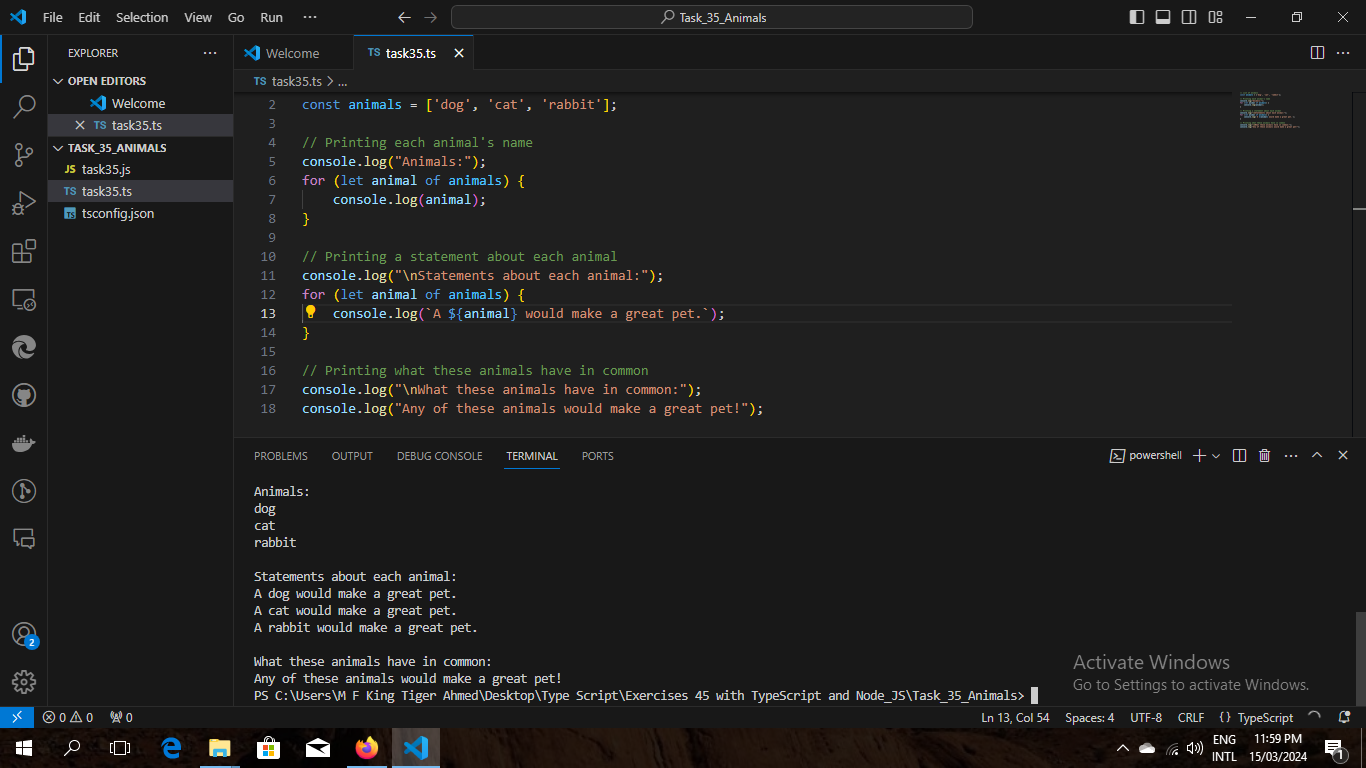 File Edit Selection View Go Run ···
Task_35_Animals
EXPLORER ···
OPEN EDITORS
Welcome
TS task35.ts
TASK_35_ANIMALS
JS task35.js
TS task35.ts
TS tsconfig.json
Welcome
TS task35.ts
TS task35.ts > ...
2 const animals = ['dog', 'cat', 'rabbit'];
3
4 // Printing each animal's name
5 console.log("Animals:");
6 for (let animal of animals) {
7     console.log(animal);
8 }
9
10 // Printing a statement about each animal
11 console.log("\nStatements about each animal:");
12 for (let animal of animals) {
13     console.log(`A ${animal} would make a great pet.`);
14 }
15
16 // Printing what these animals have in common
17 console.log("\nWhat these animals have in common:");
18 console.log("Any of these animals would make a great pet!");
PROBLEMS OUTPUT DEBUG CONSOLE TERMINAL PORTS
powershell
Animals:
dog
cat
rabbit
Statements about each animal:
A dog would make a great pet.
A cat would make a great pet.
A rabbit would make a great pet.
What these animals have in common:
Any of these animals would make a great pet!
PS C:\Users\M F King Tiger Ahmed\Desktop\Type Script\Exercises 45 with TypeScript and Node_JS\Task_35_Animals>
Activate Windows
Go to Settings to activate Windows.
2
0 0 0
Ln 13, Col 54 Spaces: 4 UTF-8 CRLF {} TypeScript
ENG
INTL
11:59 PM
15/03/2024
1